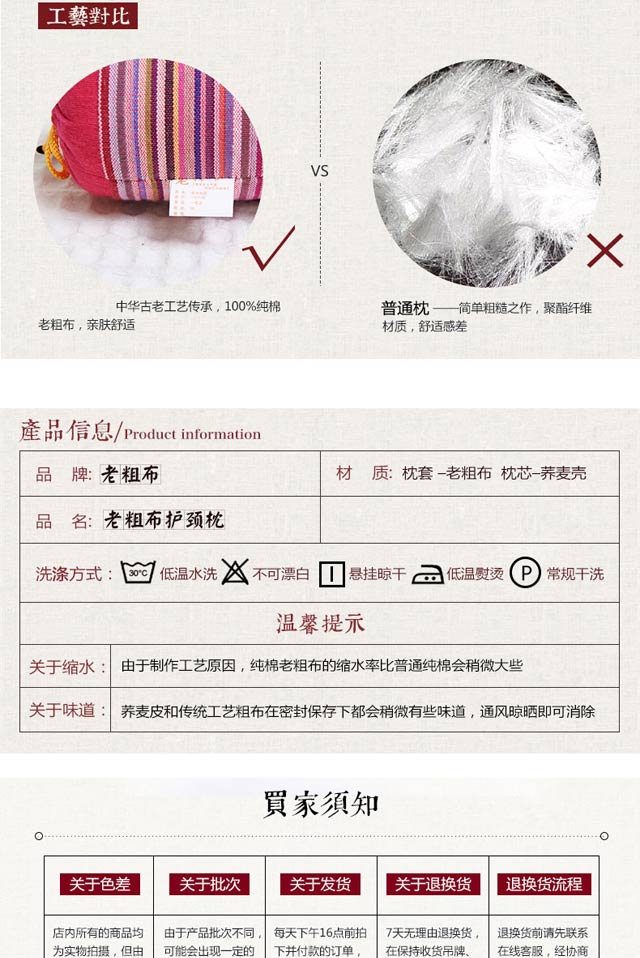 工藝對比
VS
中华古老工艺传承，100%纯棉
老粗布，亲肤舒适
普通枕 ——简单粗糙之作，聚酯纤维
材质，舒适感差
產品信息/Product information
品 牌: 老粗布
材 质: 枕套 –老粗布 枕芯–荞麦壳
品 名: 老粗布护颈枕
洗涤方式： 30°C 低温水洗 不可漂白 悬挂晾干 低温熨烫 P 常规干洗
温馨提示
关于缩水： 由于制作工艺原因，纯棉老粗布的缩水率比普通纯棉会稍微大些
关于味道： 荞麦皮和传统工艺粗布在密封保存下都会稍微有些味道，通风晾晒即可消除
買家須知
关于色差 关于批次 关于发货 关于退换货 退换货流程
店内所有的商品均
为实物拍摄，但由
由于产品批次不同，
可能会出现一定的
每天下午16点前拍
下并付款的订单，
7天无理由退换货，
在保持收货吊牌、
退换货前请先联系
在线客服，经协商